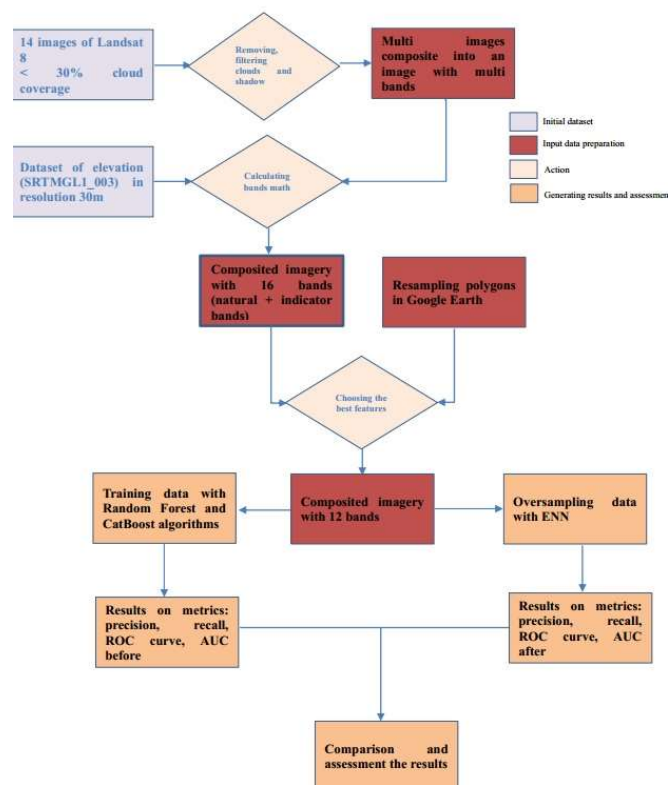 14 images of Landsat
8
< 30% cloud
coverage
Removing,
filtering
clouds and
shadow
Multi images
composite into an
image with multi
bands
Initial dataset
Input data preparation
Action
Generating results and assessment
Dataset of elevation
(SRTMGL1_003) in
resolution 30m
Calculating
bands math
Composited imagery
with 16 bands
(natural + indicator
bands)
Resampling polygons
in Google Earth
Choosing the
best features
Training data with
Random Forest and
CatBoost algorithms
Composited imagery
with 12 bands
Oversampling data
with ENN
Results on metrics:
precision, recall,
ROC curve, AUC
before
Results on metrics:
precision, recall,
ROC curve, AUC
after
Comparison and
assessment the results